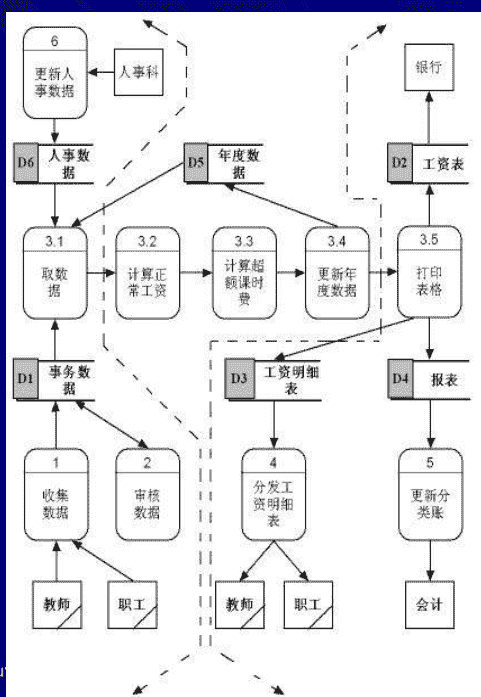 6
更新人
事数据
人事科
银行
D6
人事数
据
D5
年度数
据
D2
工资表
3.1
取数
据
3.2
计算正
常工资
3.3
计算超
额课时
费
3.4
更新年
度数据
3.5
打印
表格
D1
事务数
据
D3
工资明细
表
D4
报表
1
收集
数据
2
审核
数据
4
分发工
资明细
表
5
更新分
类账
教师
职工
教师
职工
会计